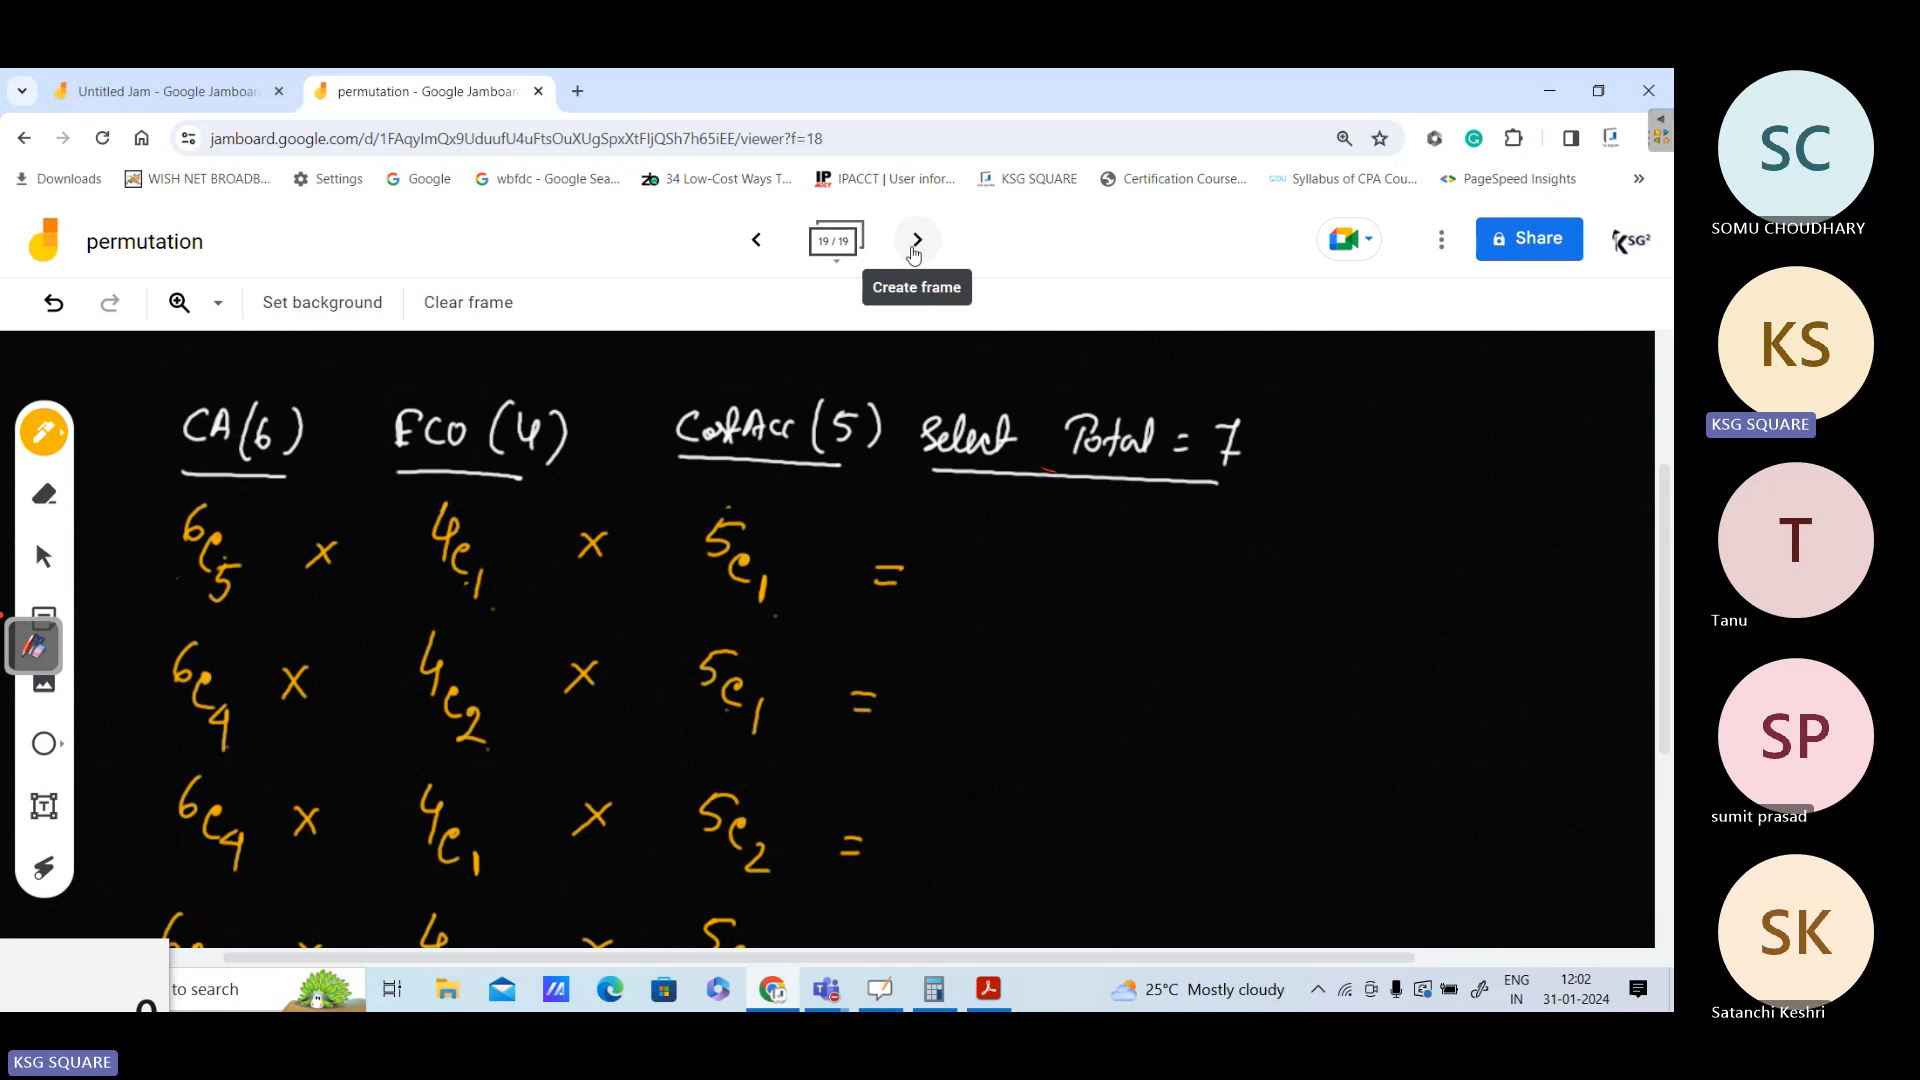 Untitled Jam - Google Jamboar
permutation - Google Jamboar
jamboard.google.com/d/1FAqyImQx9UduufU4uFtsOuXUgSpxXtFIjQSh7h65iEE/viewer?f=18
Downloads WISH NET BROADB... Settings Google wbfdc - Google Sea... 34 Low-Cost Ways T... IPACCT | User infor... KSG SQUARE Certification Course... Syllabus of CPA Cou... PageSpeed Insights »
permutation
19 / 19
Share
KSG²
Create frame
Set background Clear frame
CA(6) ECO (4) CostAcc (5) Select Total = 7
6c5 x 4c1 x 5c1 =
6c4 x 4c2 x 5c1 =
6c4 x 4c1 x 5c2 =
to search
25°C Mostly cloudy
ENG
IN
12:02
31-01-2024
SC
SOMU CHOUDHARY
KS
KSG SQUARE
T
Tanu
SP
sumit prasad
SK
Satanchi Keshri
KSG SQUARE